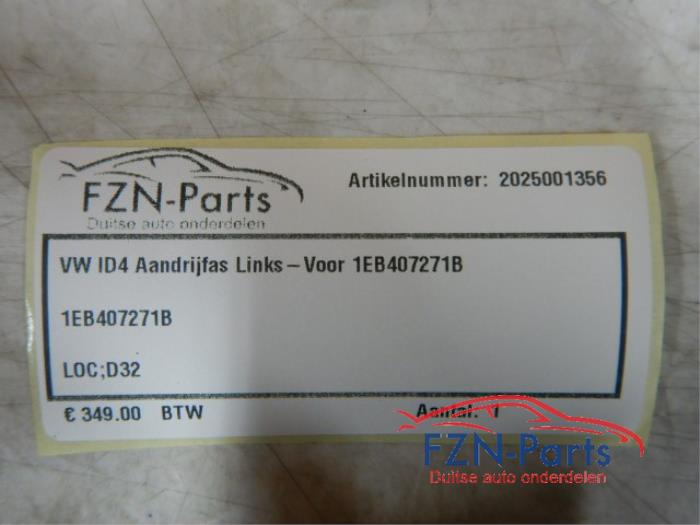 FZN-Parts
Duitse auto onderdelen
Artikelnummer: 2025001356
VW ID4 Aandrijfas Links – Voor 1EB407271B
1EB407271B
LOC;D32
€ 349.00 BTW
Aantal: 1
FZN-Parts
Duitse auto onderdelen